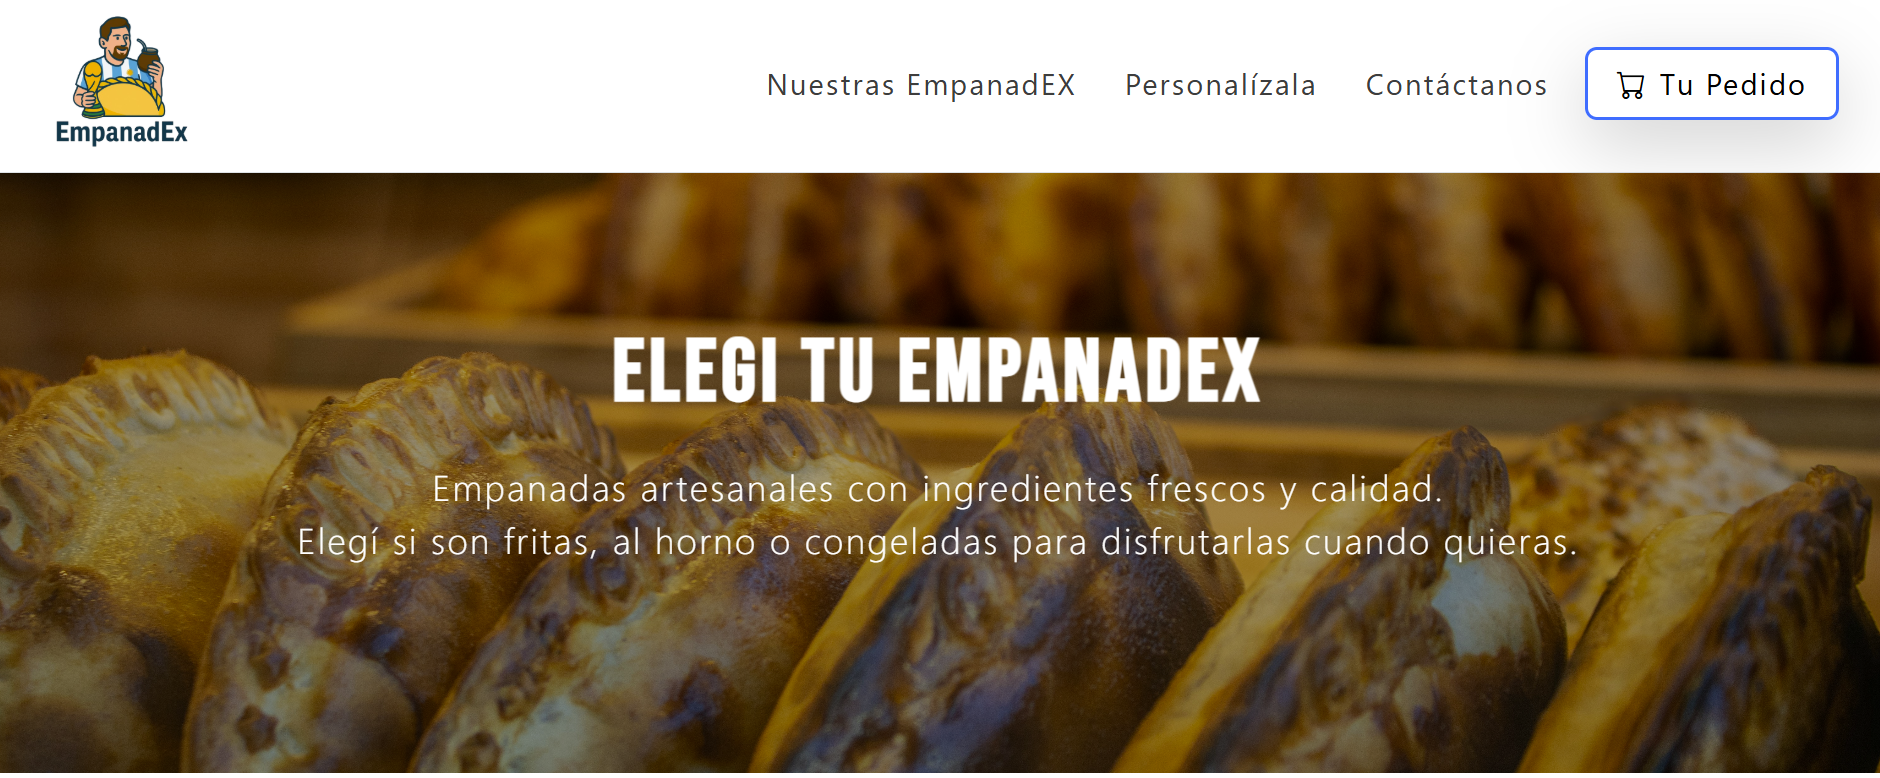 EmpanadEx
Nuestras EmpanadEX
Personalízala
Contáctanos
Tu Pedido
ELEGI TU EMPANADEX
Empanadas artesanales con ingredientes frescos y calidad.
Elegí si son fritas, al horno o congeladas para disfrutarlas cuando quieras.